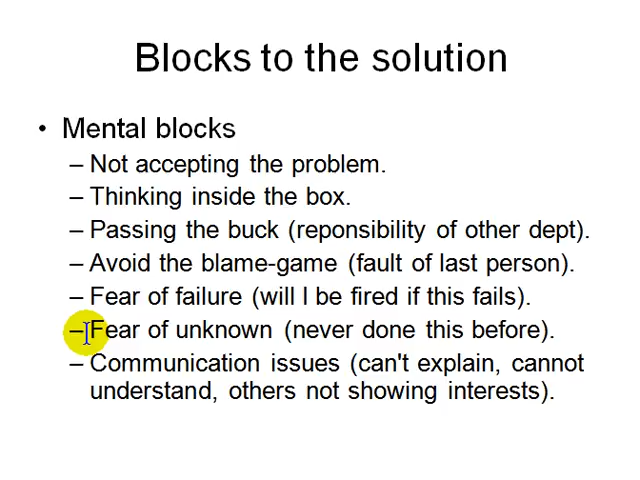 Blocks to the solution
• Mental blocks
– Not accepting the problem.
– Thinking inside the box.
– Passing the buck (reponsibility of other dept).
– Avoid the blame-game (fault of last person).
– Fear of failure (will I be fired if this fails).
– Fear of unknown (never done this before).
– Communication issues (can't explain, cannot
understand, others not showing interests).